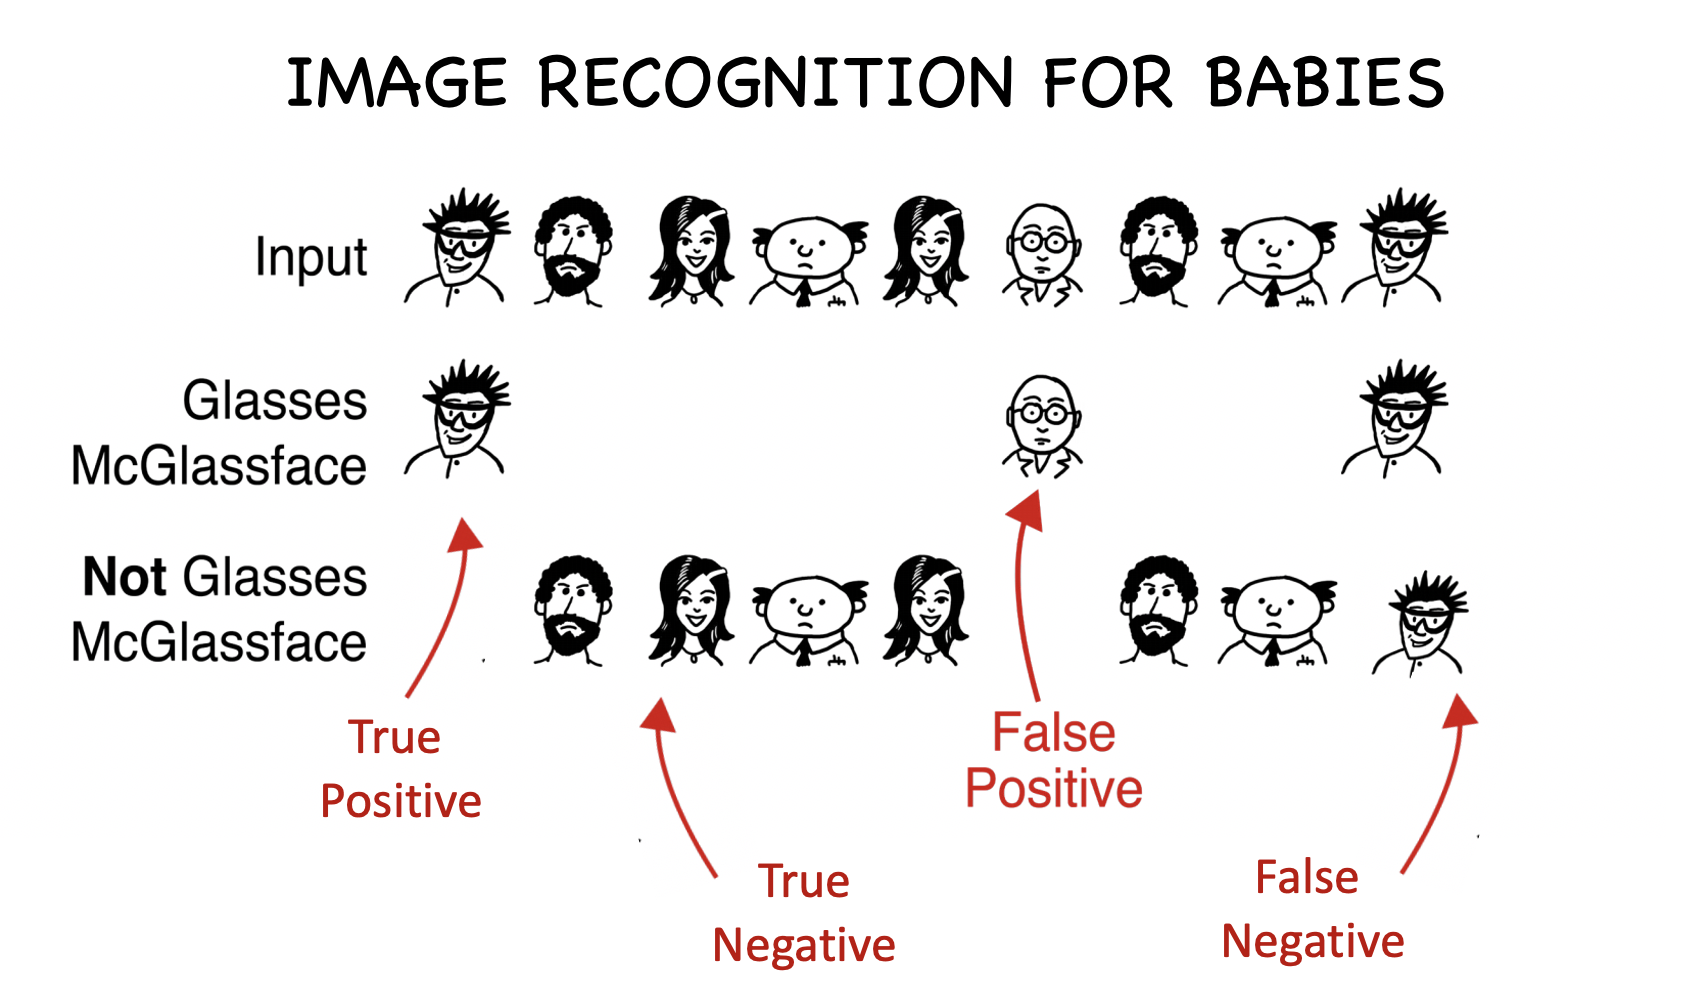 IMAGE RECOGNITION FOR BABIES
Input
Glasses
McGlassface
Not Glasses
McGlassface
True
Positive
False
Positive
True
Negative
False
Negative